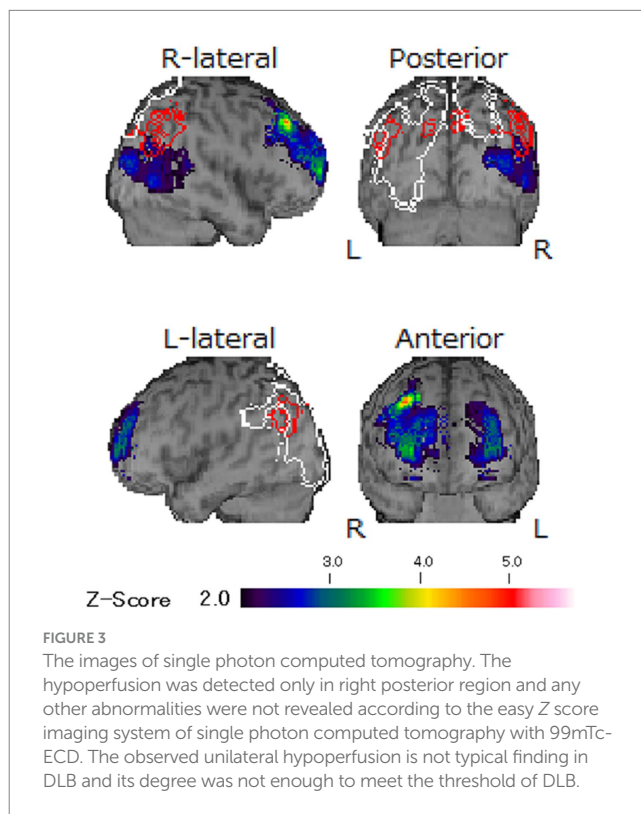 R-lateral Posterior
L R
L-lateral Anterior
R L
3.0 4.0 5.0
Z-Score 2.0
FIGURE 3
The images of single photon computed tomography. The
hypoperfusion was detected only in right posterior region and any
other abnormalities were not revealed according to the easy Z score
imaging system of single photon computed tomography with 99mTc-
ECD. The observed unilateral hypoperfusion is not typical finding in
DLB and its degree was not enough to meet the threshold of DLB.